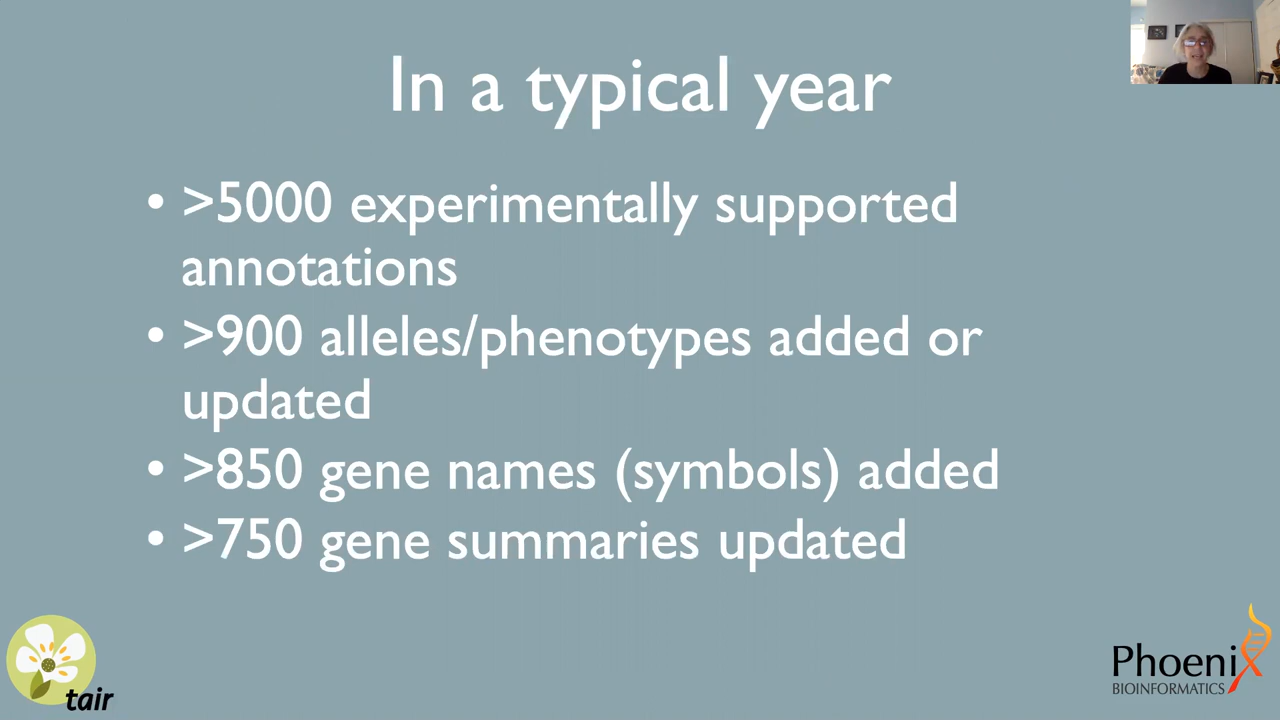 In a typical year
• >5000 experimentally supported
annotations
• >900 alleles/phenotypes added or
updated
• >850 gene names (symbols) added
• >750 gene summaries updated
tair
Phoenix
BIOINFORMATICS